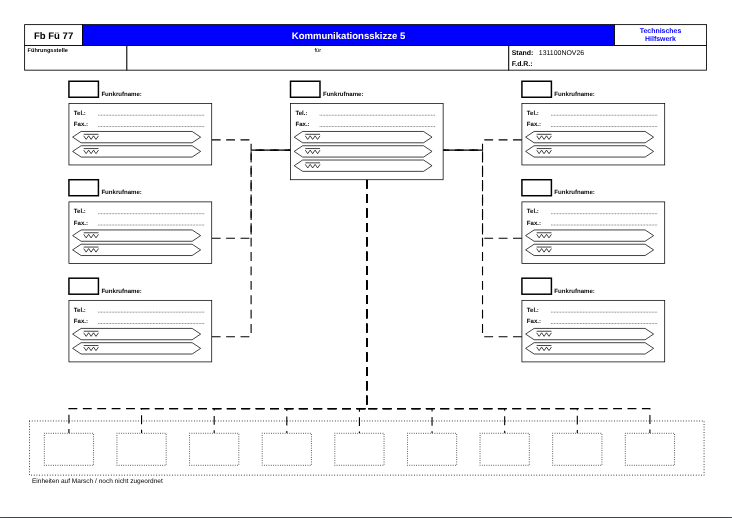 Fb Fü 77
Kommunikationsskizze 5
Technisches
Hilfswerk
Führungsstelle
für
Stand: 131100NOV26
F.d.R.:
Funkrufname:
Funkrufname:
Funkrufname:
Tel.:
Fax.:
Tel.:
Fax.:
Tel.:
Fax.:
Funkrufname:
Funkrufname:
Tel.:
Fax.:
Tel.:
Fax.:
Funkrufname:
Funkrufname:
Tel.:
Fax.:
Tel.:
Fax.:
Einheiten auf Marsch / noch nicht zugeordnet